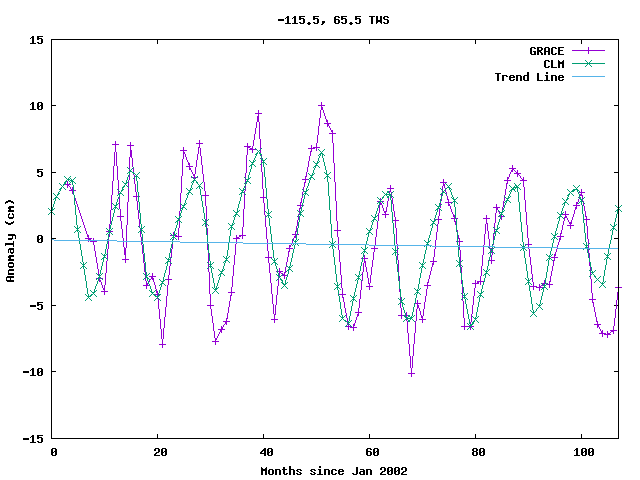 -115.5, 65.5 TWS
GRACE
CLM
Trend Line
15
10
5
0
-5
-10
-15
Anomaly (cm)
0 20 40 60 80 100
Months since Jan 2002